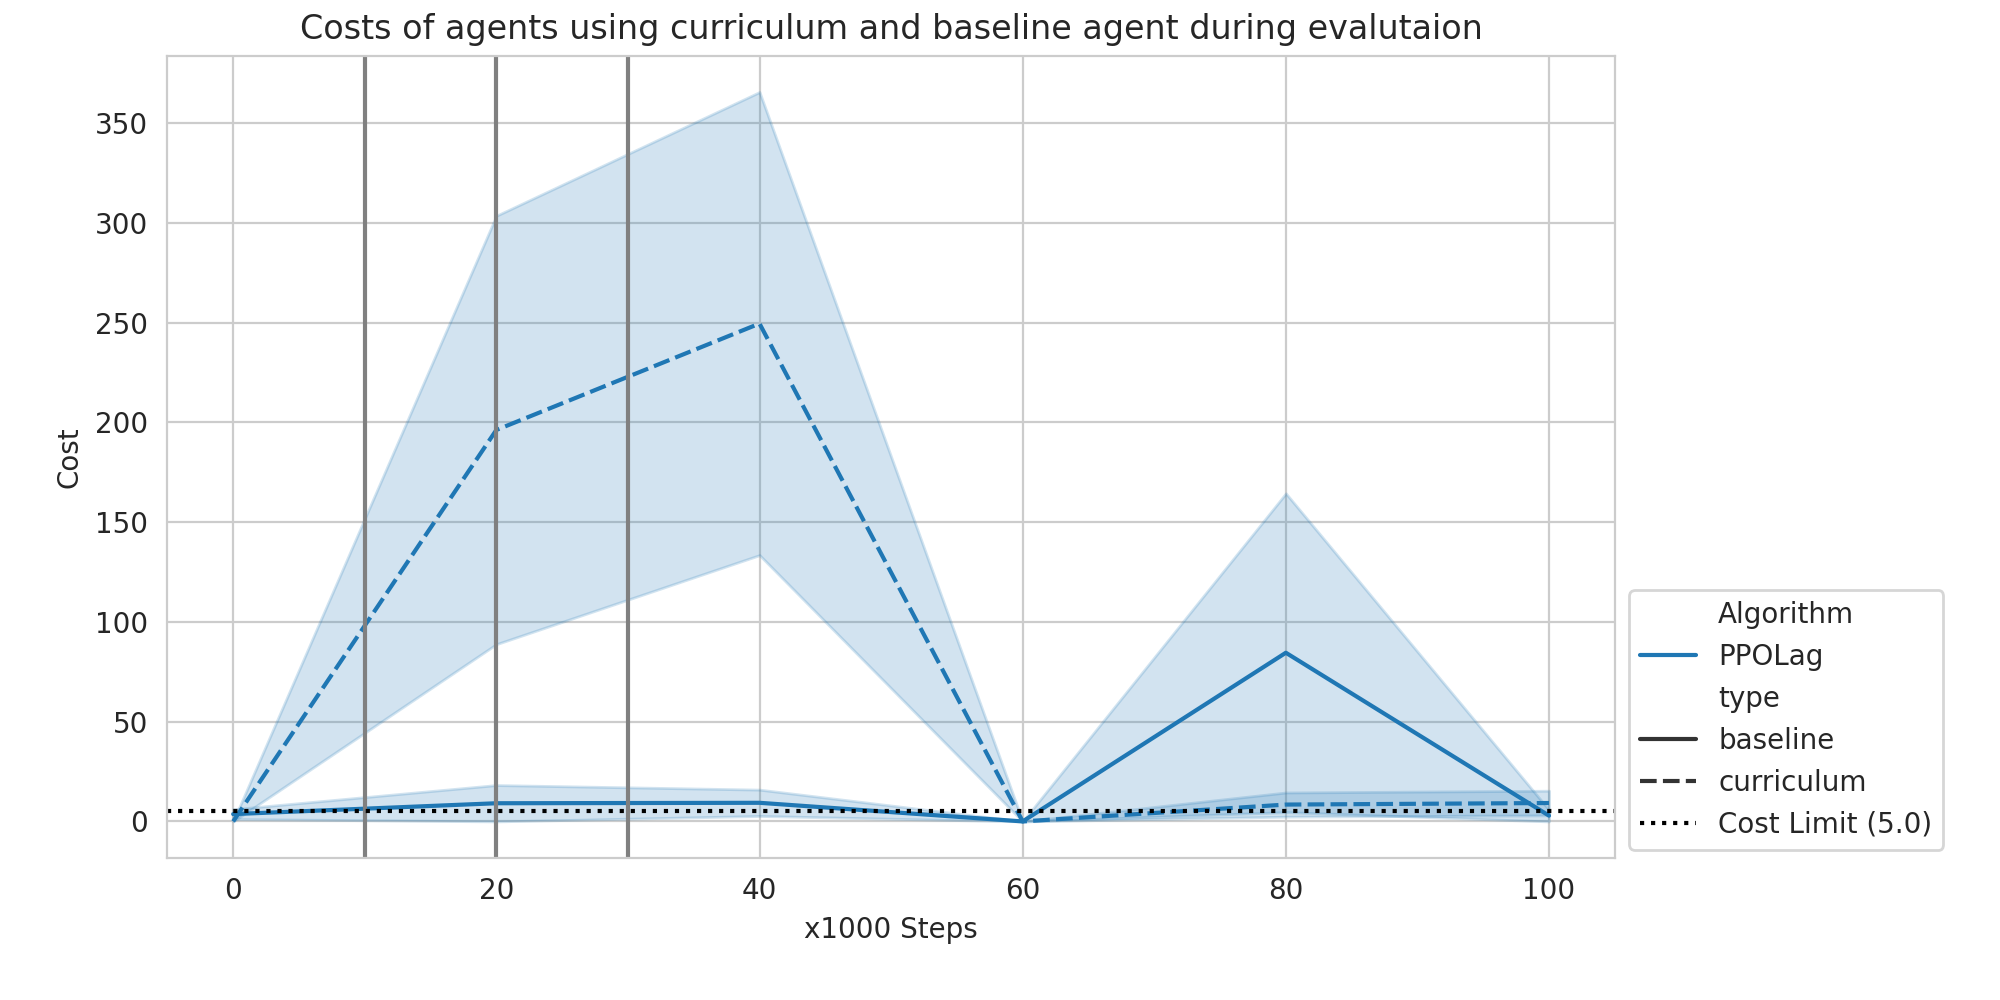 Costs of agents using curriculum and baseline agent during evalutaion
350
300
250
200
150
100
50
0
Cost
0 20 40 60 80 100
x1000 Steps
Algorithm
PPOLag
type
baseline
curriculum
Cost Limit (5.0)